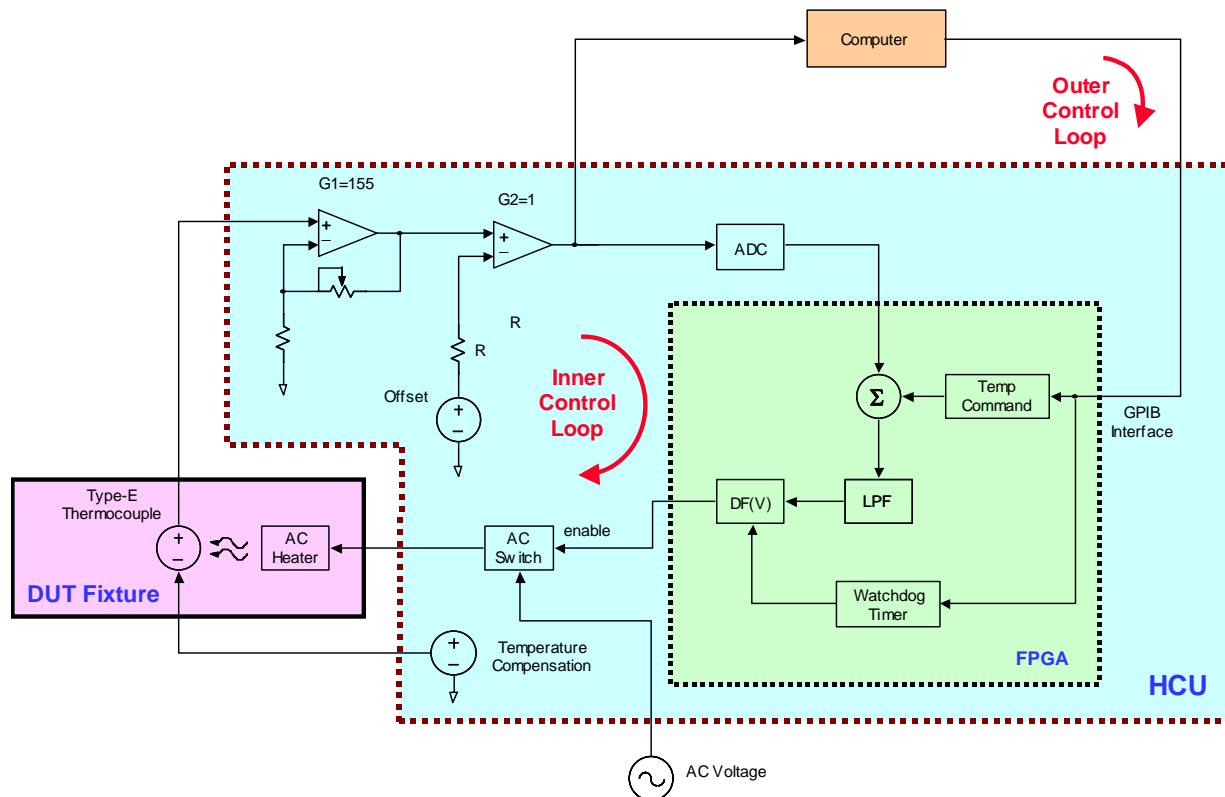 Computer
Outer
Control
Loop
G1=155
G2=1
+
−
+
−
ADC
R
R
Offset
+
−
Inner
Control
Loop
Σ
Temp
Command
GPIB
Interface
Type-E
Thermocouple
+
−
AC
Heater
DUT Fixture
AC
Switch
enable
DF(V)
LPF
Watchdog
Timer
FPGA
HCU
+
−
Temperature
Compensation
AC Voltage